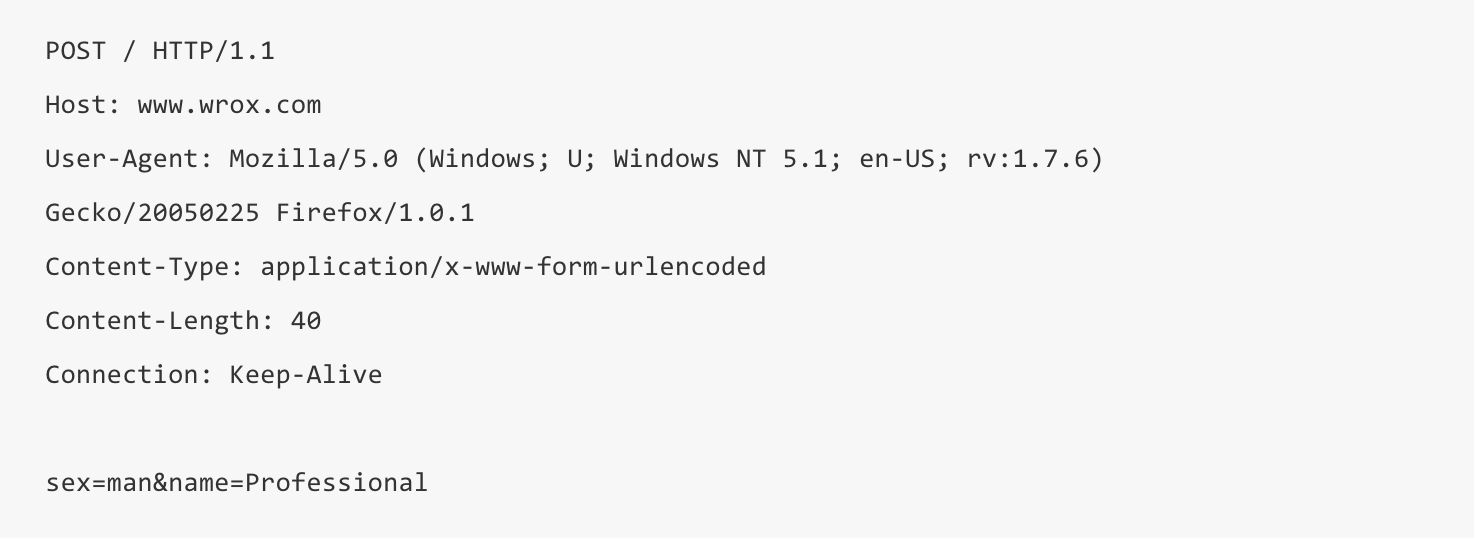 POST / HTTP/1.1
Host: www.wrox.com
User-Agent: Mozilla/5.0 (Windows; U; Windows NT 5.1; en-US; rv:1.7.6)
Gecko/20050225 Firefox/1.0.1
Content-Type: application/x-www-form-urlencoded
Content-Length: 40
Connection: Keep-Alive
sex=man&name=Professional